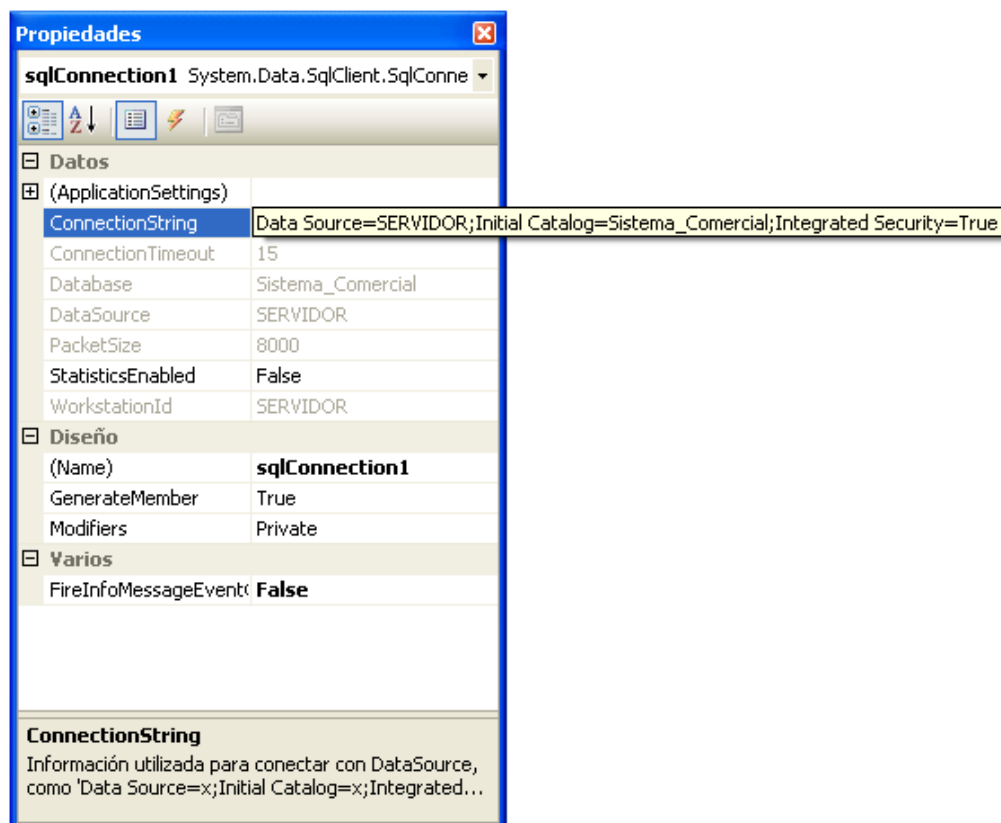 Propiedades
sqlConnection1 System.Data.SqlClient.SqlConne
Datos
(ApplicationSettings)
ConnectionString Data Source=SERVIDOR;Initial Catalog=Sistema_Comercial;Integrated Security=True
ConnectionTimeout 15
Database Sistema_Comercial
DataSource SERVIDOR
PacketSize 8000
StatisticsEnabled False
WorkstationId SERVIDOR
Diseño
(Name) sqlConnection1
GenerateMember True
Modifiers Private
Varios
FireInfoMessageEvent False
ConnectionString
Información utilizada para conectar con DataSource,
como 'Data Source=x;Initial Catalog=x;Integrated...